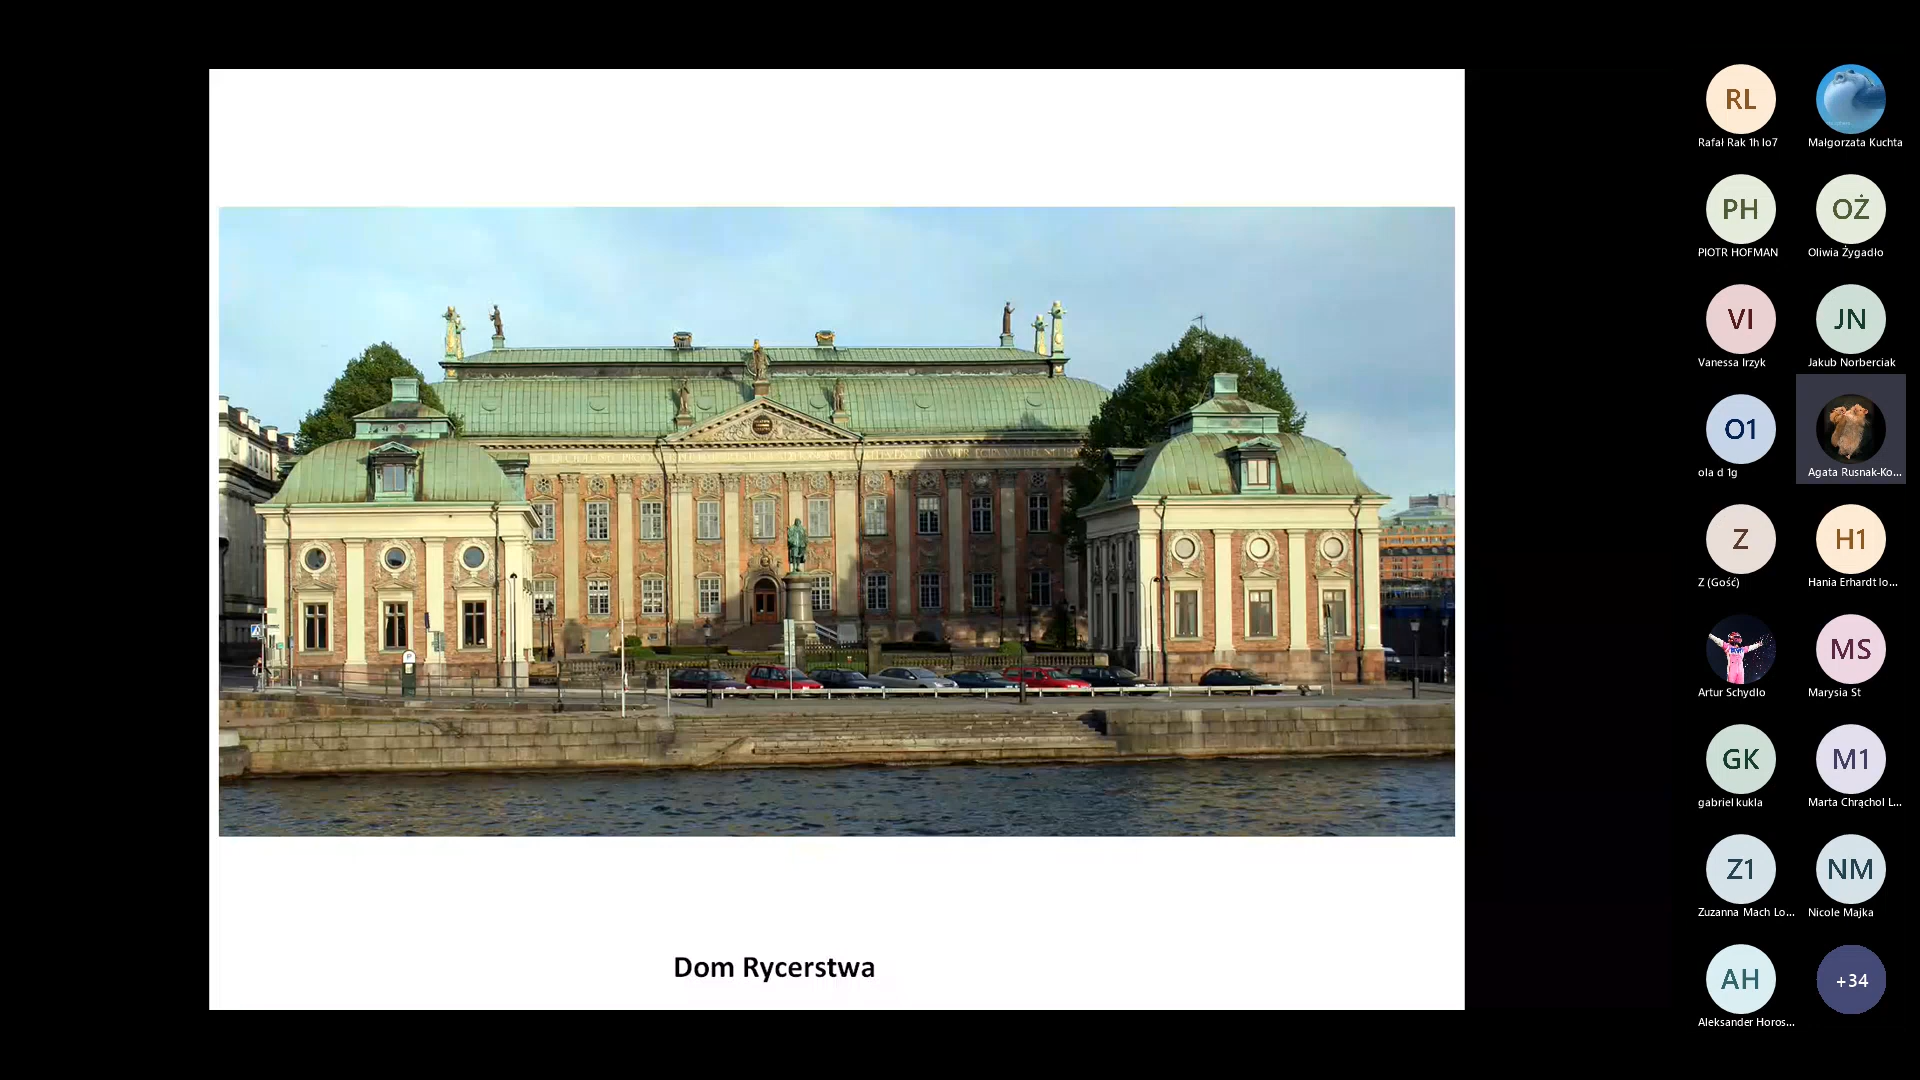 Dom Rycerstwa
RL
Rafał Rak 1h lo7
Małgorzata Kuchta
PH
PIOTR HOFMAN
OŻ
Oliwia Żygadło
VI
Vanessa Irzyk
JN
Jakub Norberciak
O1
ola d 1g
Agata Rusnak-Ko...
Z
Z (Gość)
H1
Hania Erhardt lo...
Artur Schydlo
MS
Marysia St
GK
gabriel kukla
M1
Marta Chrąchol L...
Z1
Zuzanna Mach Lo...
NM
Nicole Majka
AH
Aleksander Horos...
+34